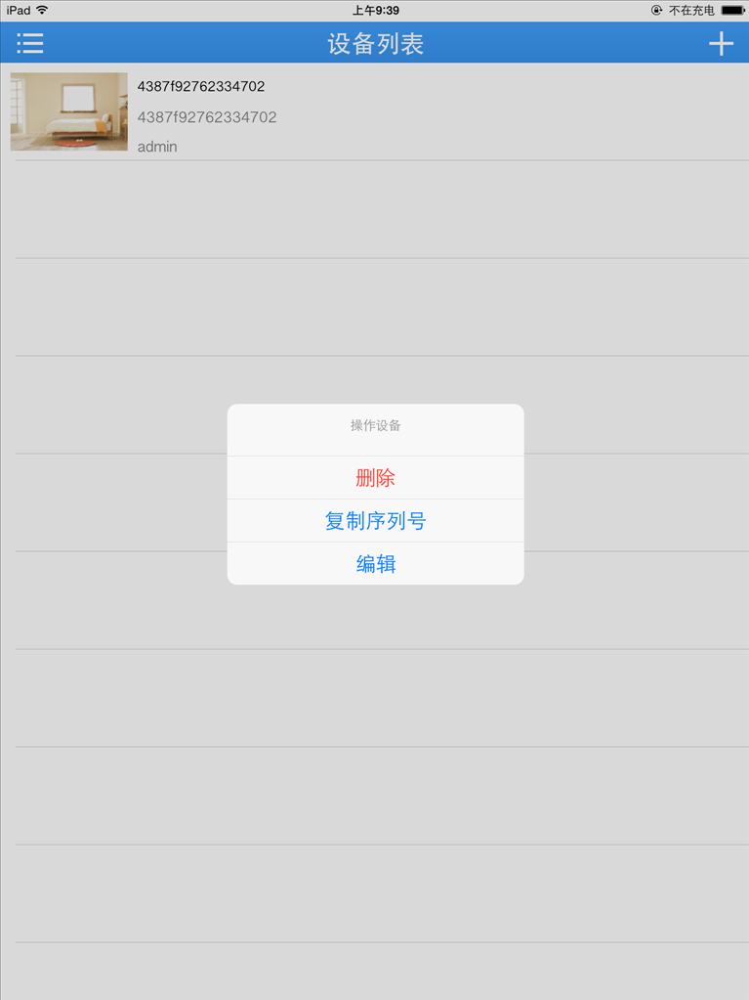 iPad 上午9:39 不在充电
设备列表
4387f92762334702
4387f92762334702
admin
操作设备
删除
复制序列号
编辑